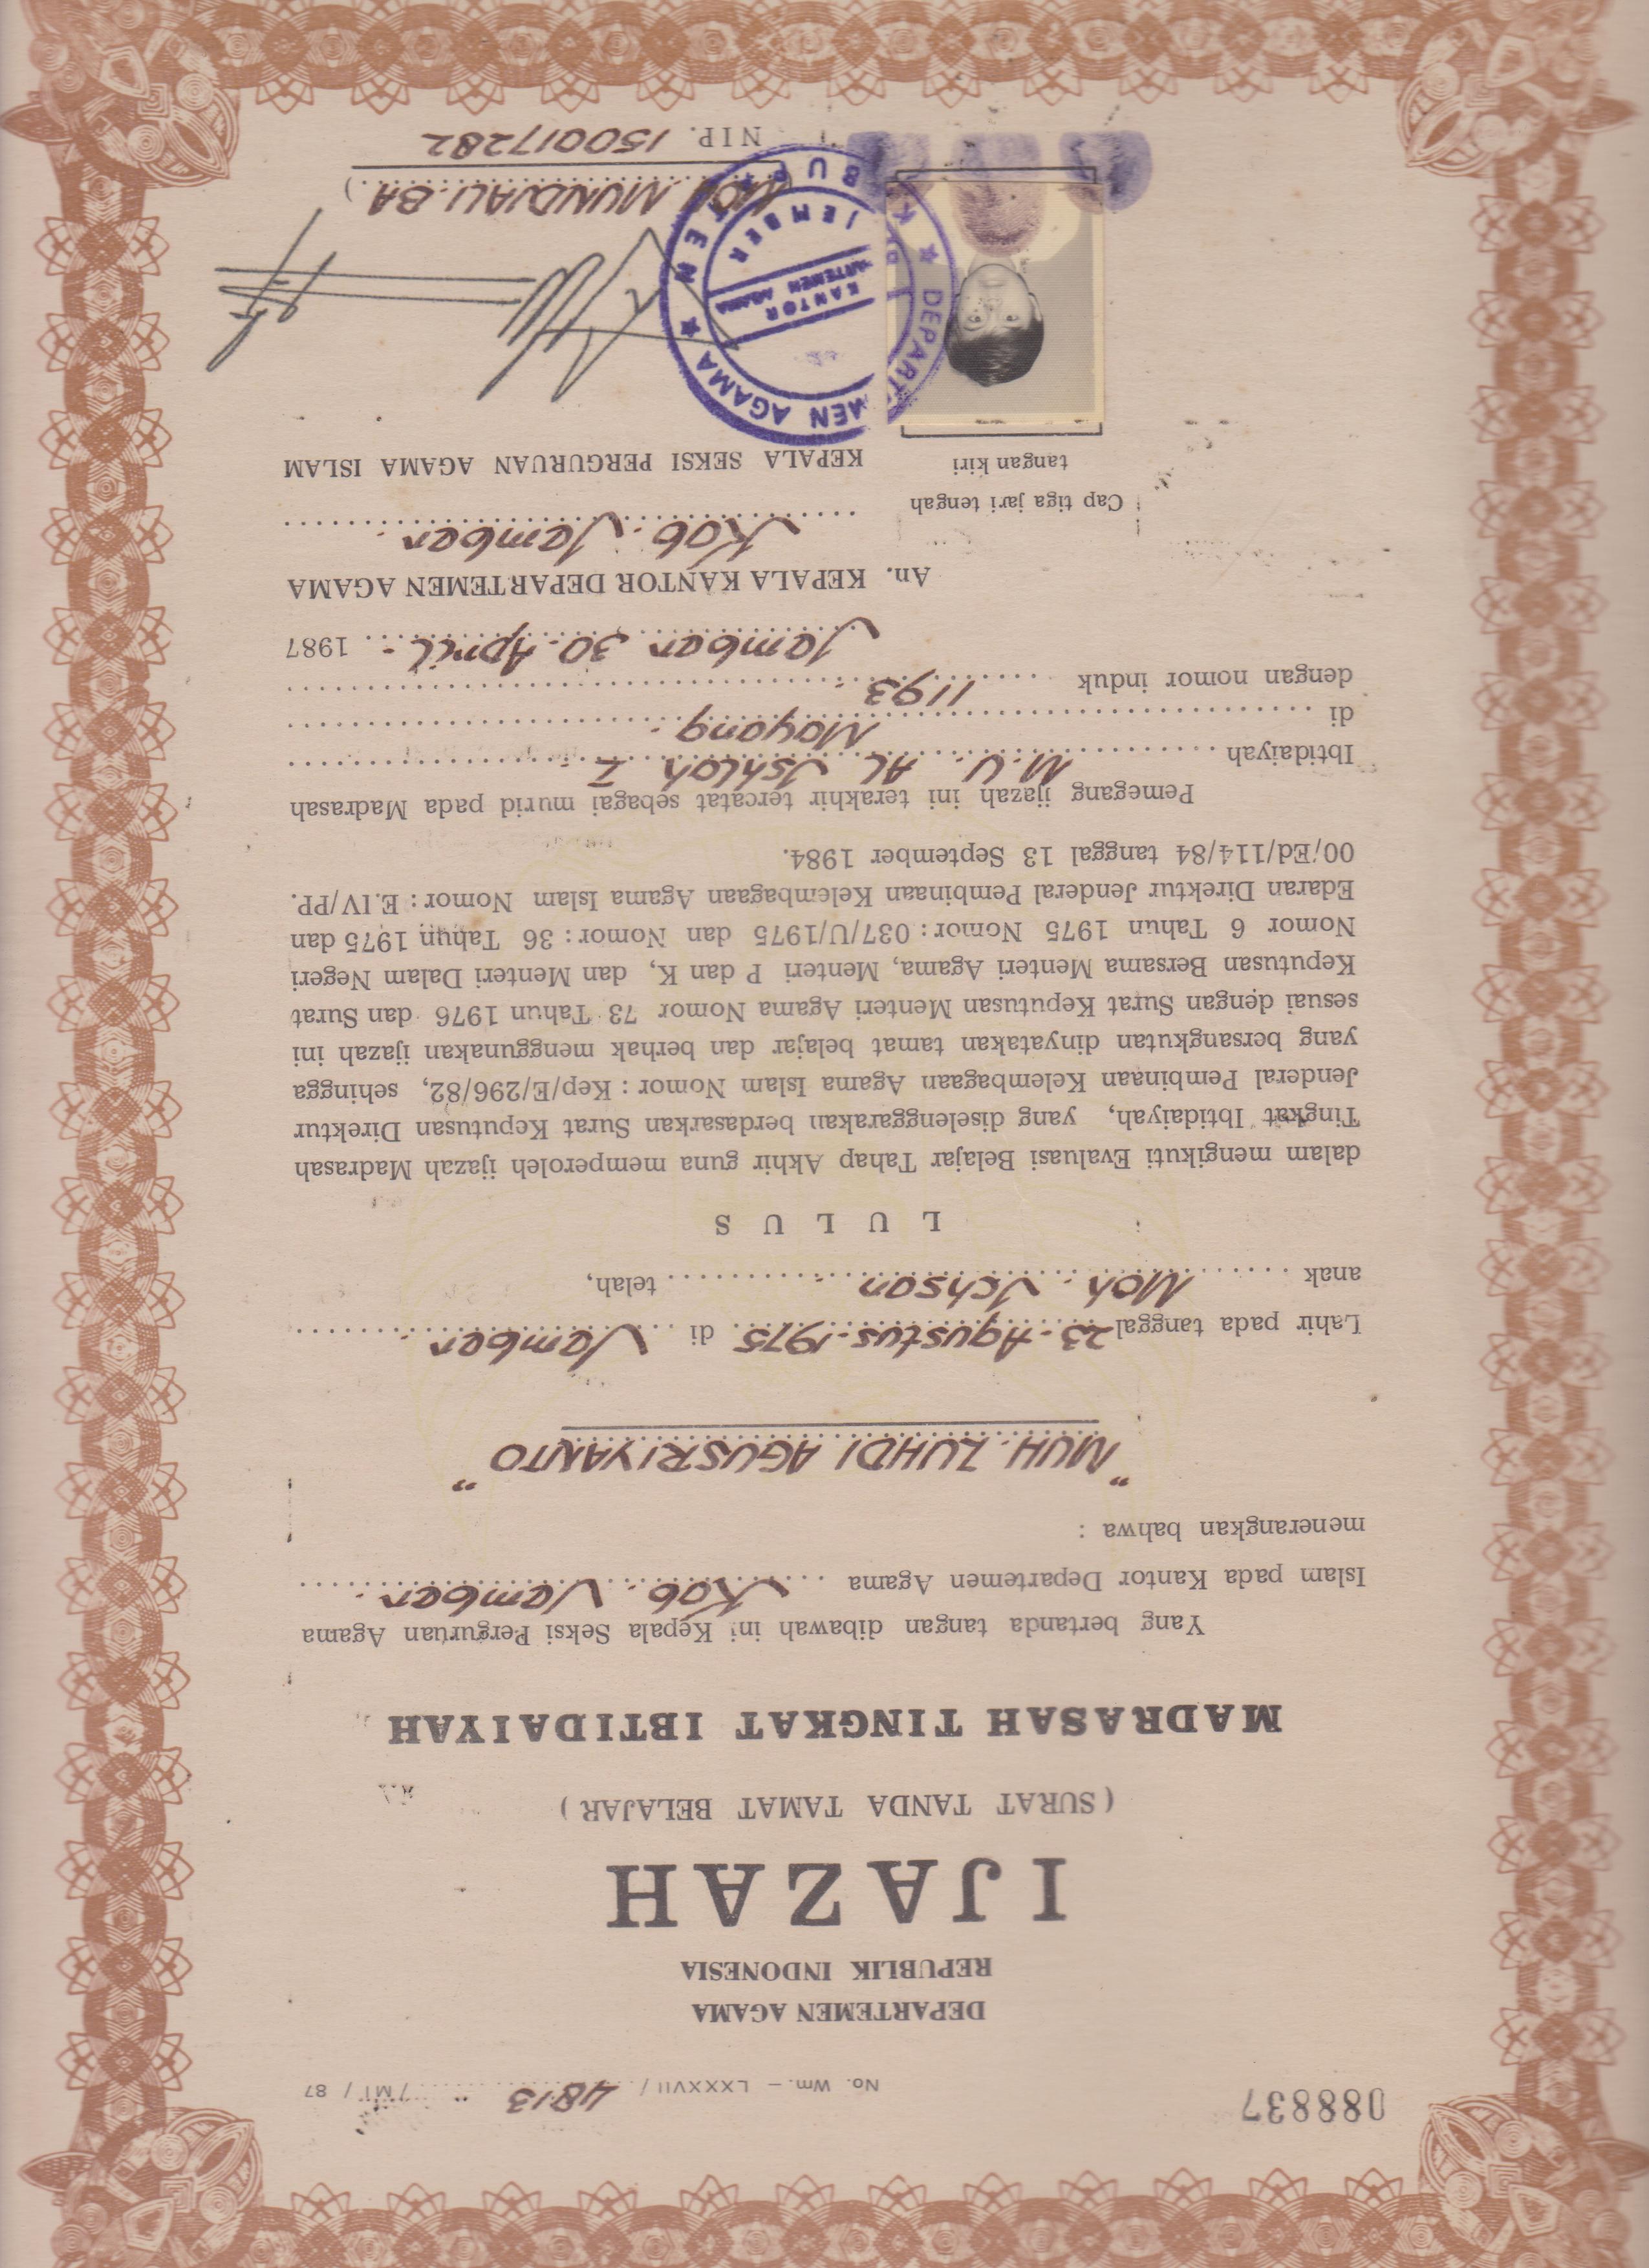 088837
No. Wm. — LXXXVII / 4813 / MI / 87
DEPARTEMEN AGAMA
REPUBLIK INDONESIA
IJAZAH
( SURAT TANDA TAMAT BELAJAR )
MADRASAH TINGKAT IBTIDAIYAH
Yang bertanda tangan dibawah ini Kepala Seksi Perguruan Agama
Islam pada Kantor Departemen Agama Kab. Jember.
menerangkan bahwa :
"MUH. ZUHDI AGUSRIYANTO"
Lahir pada tanggal 23-Agustus-1975. di Jember.
anak Moh. Ichsan telah,
L U L U S
dalam mengikuti Evaluasi Belajar Tahap Akhir guna memperoleh ijazah Madrasah
Tingkat Ibtidaiyah, yang diselenggarakan berdasarkan Surat Keputusan Direktur
Jenderal Pembinaan Kelembagaan Agama Islam Nomor : Kep/E/296/82, sehingga
yang bersangkutan dinyatakan tamat belajar dan berhak menggunakan ijazah ini
sesuai dengan Surat Keputusan Menteri Agama Nomor 73 Tahun 1976 dan Surat
Keputusan Bersama Menteri Agama, Menteri P dan K, dan Menteri Dalam Negeri
Nomor 6 Tahun 1975 Nomor : 037/U/1975 dan Nomor : 36 Tahun 1975 dan
Edaran Direktur Jenderal Pembinaan Kelembagaan Agama Islam Nomor : E.IV/PP.
00/Ed/114/84 tanggal 13 September 1984.
Pemegang ijazah ini terakhir tercatat sebagai murid pada Madrasah
Ibtidaiyah M.U. AL Ishlah I
di Mayang.
dengan nomor induk 1193
Jember 30-April- 1987
An. KEPALA KANTOR DEPARTEMEN AGAMA
Kab. Jember.
Cap tiga jari tengah
tangan kiri
KEPALA SEKSI PERGURUAN AGAMA ISLAM
DEPARTEMEN AGAMA
KABUPATEN
KANTOR
DEPARTEMEN AGAMA
JEMBER
MUNDJALI. BA )
NIP. 150017282